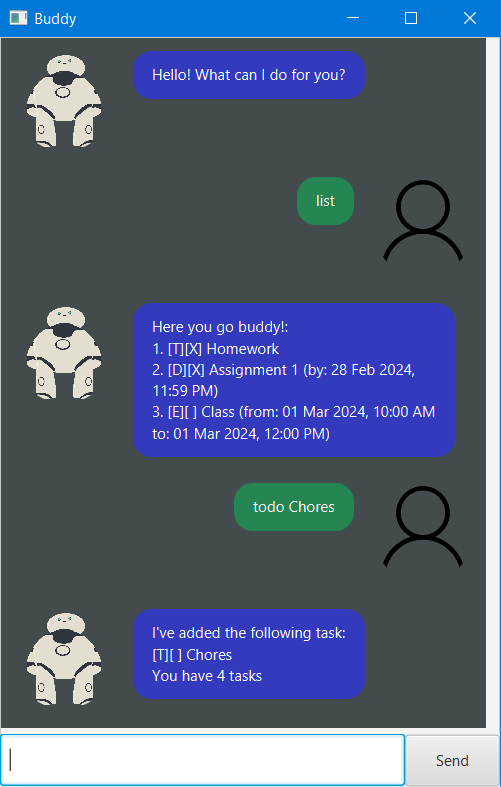 Buddy
Hello! What can I do for you?
list
Here you go buddy!:
1. [T][X] Homework
2. [D][X] Assignment 1 (by: 28 Feb 2024,
11:59 PM)
3. [E][ ] Class (from: 01 Mar 2024, 10:00 AM
to: 01 Mar 2024, 12:00 PM)
todo Chores
I've added the following task:
[T][ ] Chores
You have 4 tasks
Send